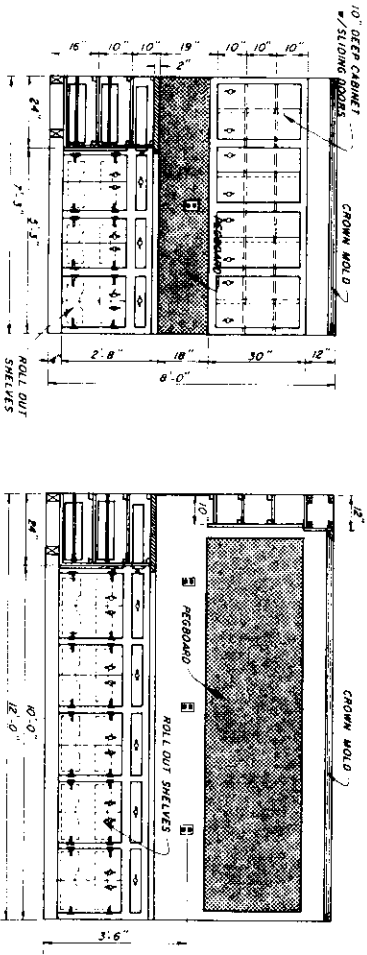 10" DEEP CABINET
W/ SLIDING DOORS
CROWN MOLD
16"
10"
10"
19"
10"
10"
10"
2"
24"
5'-3"
7'-3"
PEGBOARD
4"
2'-8"
18"
30"
12"
8'-0"
ROLL OUT
SHELVES
12"
10"
CROWN MOLD
PEGBOARD
ROLL OUT SHELVES
24"
10'-0"
12'-0"
3'-6"